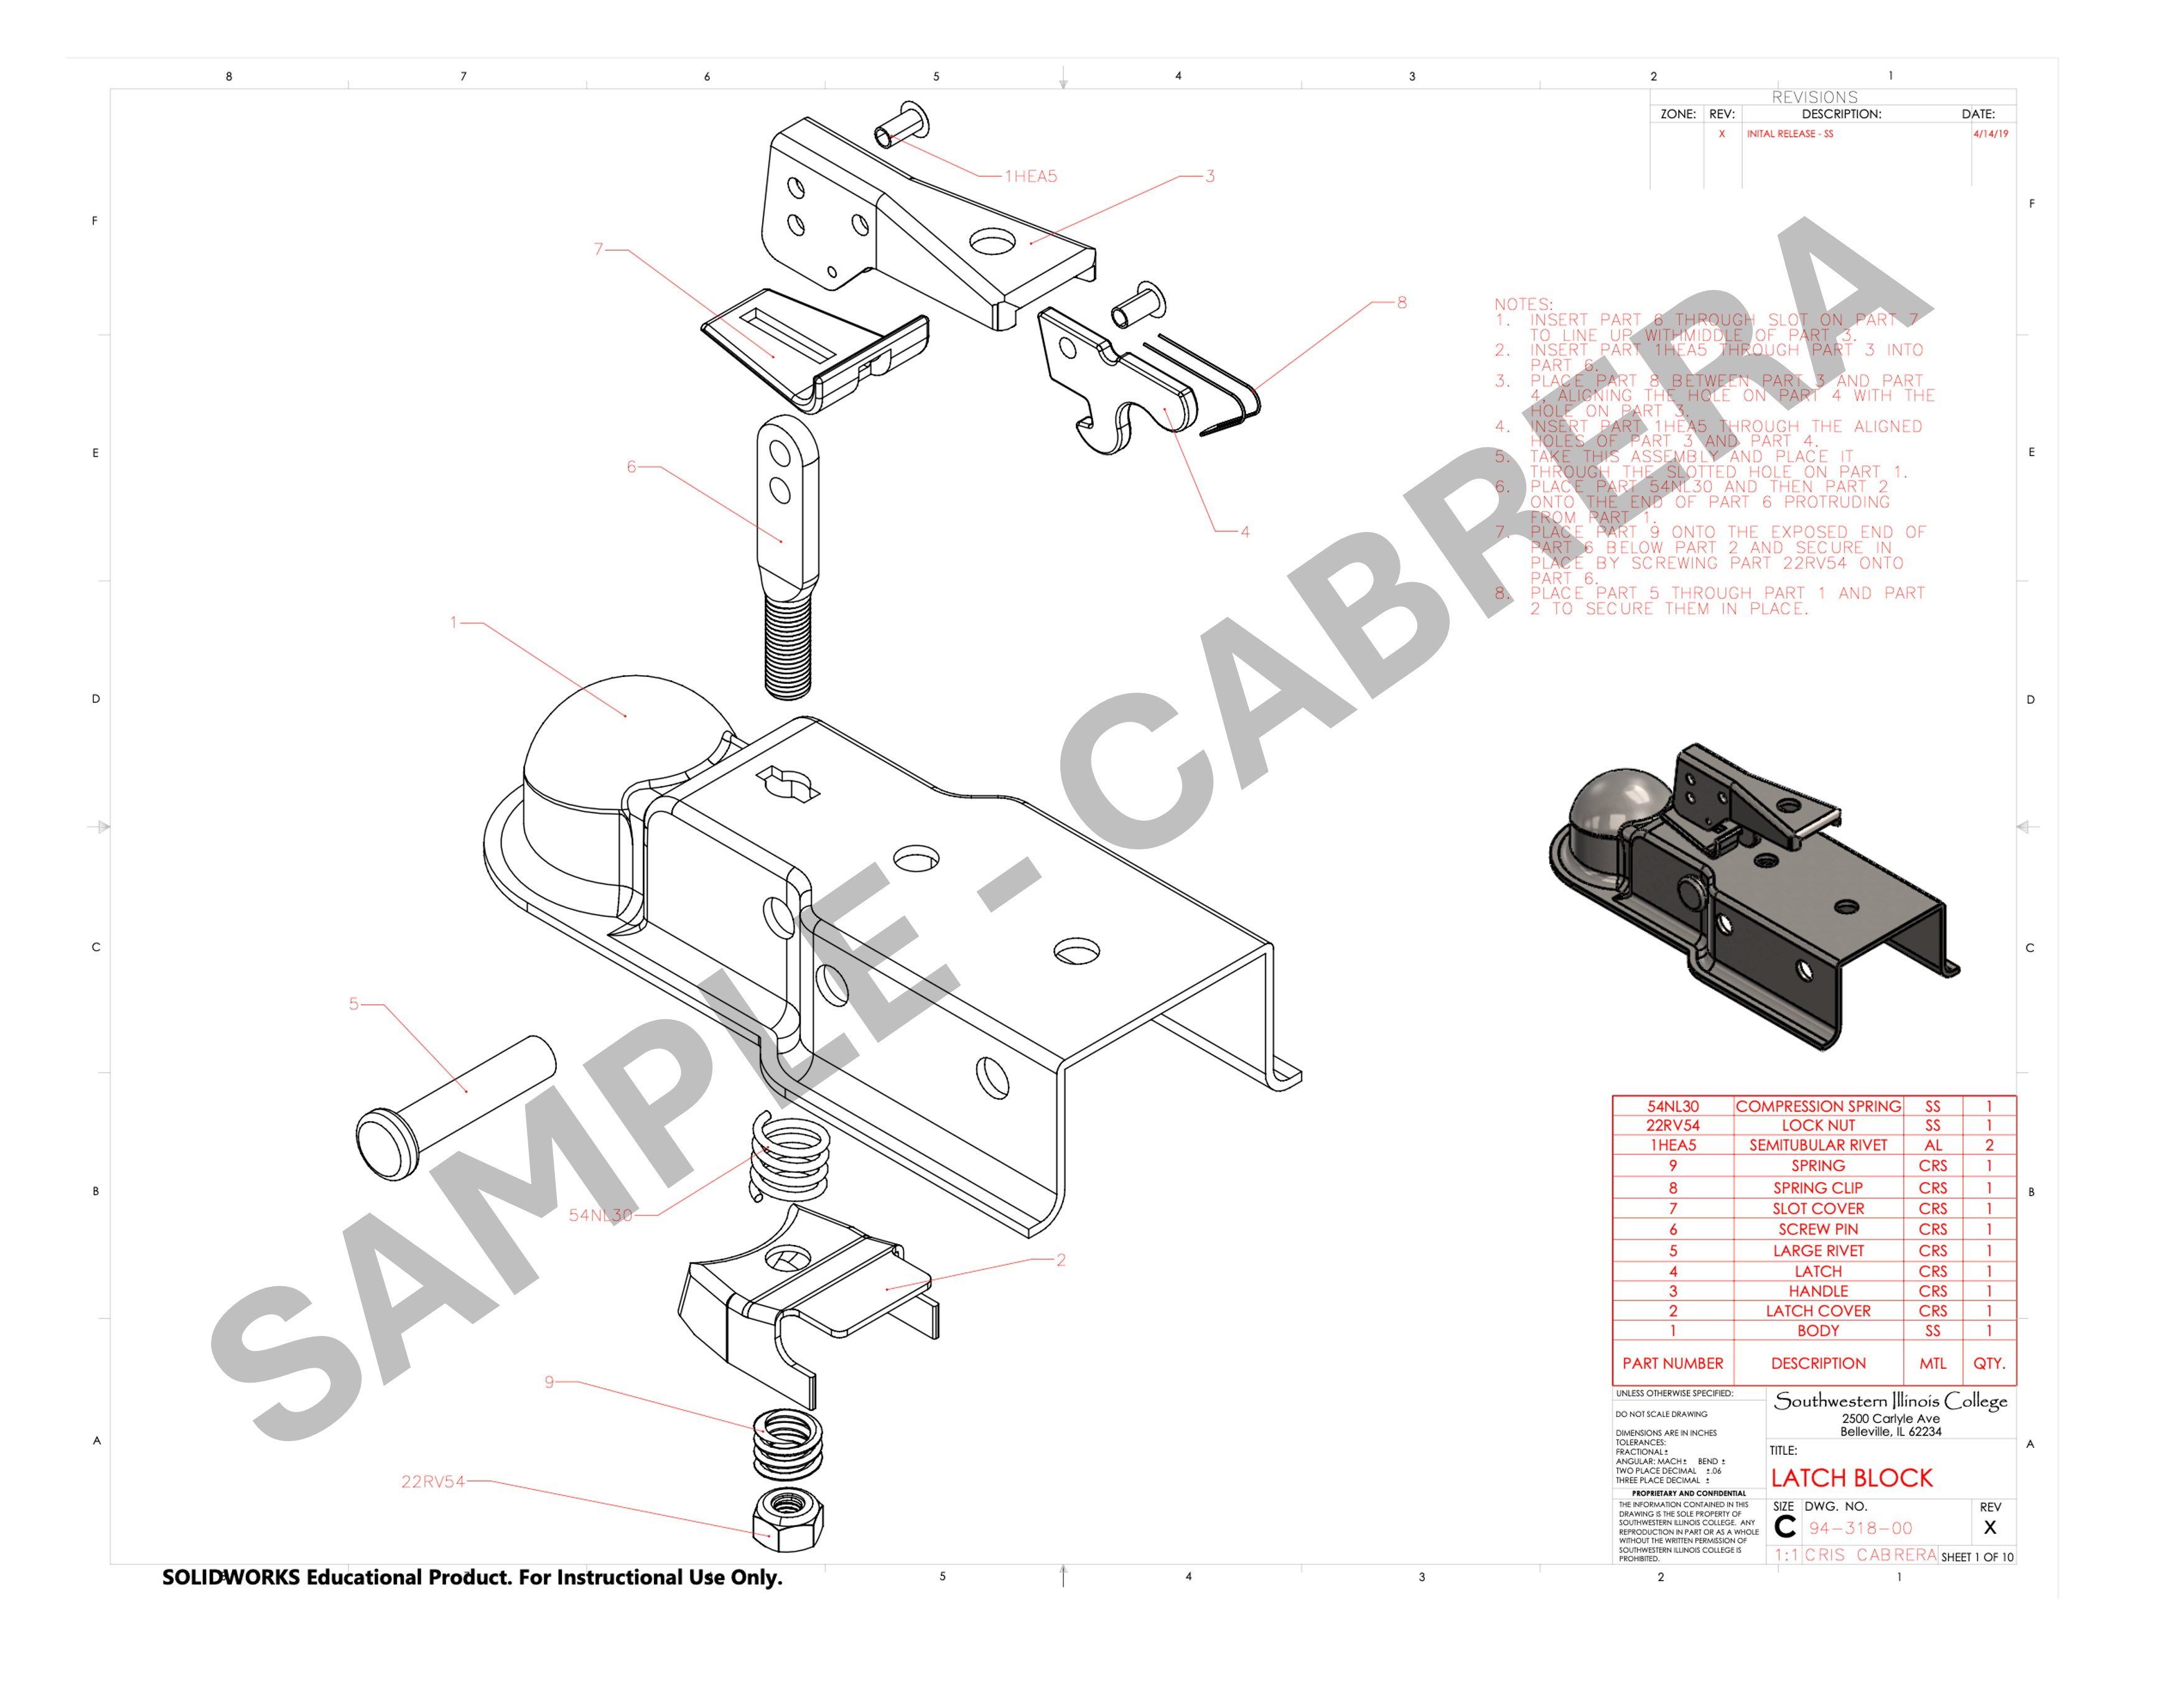 8 7 6 5 4 3 2 1
REVISIONS
ZONE: REV: DESCRIPTION: DATE:
X INITAL RELEASE - SS 4/14/19
F F
E E
D D
C C
B B
A A
1HEA5
3
7
8
6
4
1
5
54NL30
2
9
22RV54
NOTES:
1. INSERT PART 6 THROUGH SLOT ON PART 7
TO LINE UP WITHMIDDLE OF PART 3.
2. INSERT PART 1HEA5 THROUGH PART 3 INTO
PART 6.
3. PLACE PART 8 BETWEEN PART 3 AND PART
4, ALIGNING THE HOLE ON PART 4 WITH THE
HOLE ON PART 3.
4. INSERT PART 1HEA5 THROUGH THE ALIGNED
HOLES OF PART 3 AND PART 4.
5. TAKE THIS ASSEMBLY AND PLACE IT
THROUGH THE SLOTTED HOLE ON PART 1.
6. PLACE PART 54NL30 AND THEN PART 2
ONTO THE END OF PART 6 PROTRUDING
FROM PART 1.
7. PLACE PART 9 ONTO THE EXPOSED END OF
PART 6 BELOW PART 2 AND SECURE IN
PLACE BY SCREWING PART 22RV54 ONTO
PART 6.
8. PLACE PART 5 THROUGH PART 1 AND PART
2 TO SECURE THEM IN PLACE.
SAMPLE - CABRERA
54NL30 COMPRESSION SPRING SS 1
22RV54 LOCK NUT SS 1
1HEA5 SEMITUBULAR RIVET AL 2
9 SPRING CRS 1
8 SPRING CLIP CRS 1
7 SLOT COVER CRS 1
6 SCREW PIN CRS 1
5 LARGE RIVET CRS 1
4 LATCH CRS 1
3 HANDLE CRS 1
2 LATCH COVER CRS 1
1 BODY SS 1
PART NUMBER DESCRIPTION MTL QTY.
UNLESS OTHERWISE SPECIFIED:
DO NOT SCALE DRAWING
DIMENSIONS ARE IN INCHES
TOLERANCES:
FRACTIONAL ±
ANGULAR: MACH ± BEND ±
TWO PLACE DECIMAL ±.06
THREE PLACE DECIMAL ±
PROPRIETARY AND CONFIDENTIAL
THE INFORMATION CONTAINED IN THIS
DRAWING IS THE SOLE PROPERTY OF
SOUTHWESTERN ILLINOIS COLLEGE. ANY
REPRODUCTION IN PART OR AS A WHOLE
WITHOUT THE WRITTEN PERMISSION OF
SOUTHWESTERN ILLINOIS COLLEGE IS
PROHIBITED.
Southwestern Illinois College
2500 Carlyle Ave
Belleville, IL 62234
TITLE:
LATCH BLOCK
SIZE DWG. NO. REV
C 94-318-00 X
1:1 CRIS CABRERA SHEET 1 OF 10
SOLIDWORKS Educational Product. For Instructional Use Only.
5 4 3 2 1